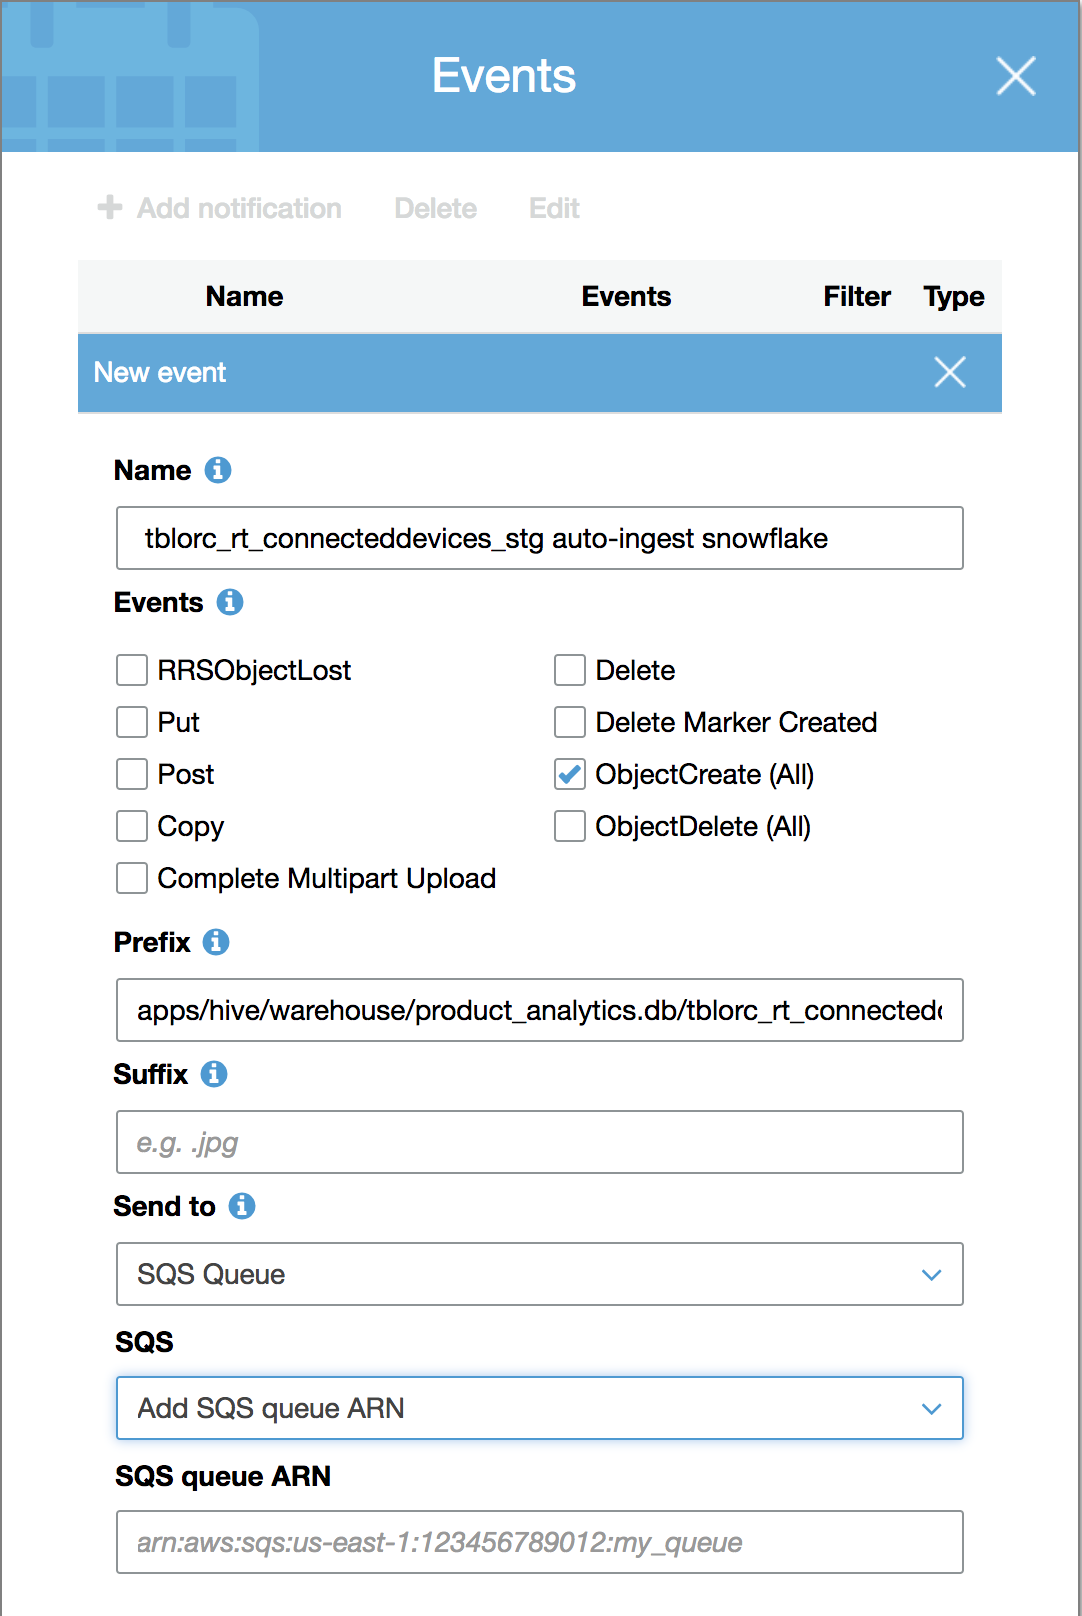 Events
Add notification Delete Edit
Name Events Filter Type
New event
Name
tblorc_rt_connecteddevices_stg auto-ingest snowflake
Events
RRSObjectLost Delete
Put Delete Marker Created
Post ObjectCreate (All)
Copy ObjectDelete (All)
Complete Multipart Upload
Prefix
apps/hive/warehouse/product_analytics.db/tblorc_rt_connected
Suffix
e.g. .jpg
Send to
SQS Queue
SQS
Add SQS queue ARN
SQS queue ARN
arn:aws:sqs:us-east-1:123456789012:my_queue